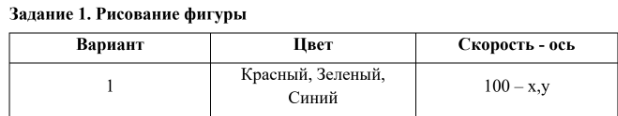 Задание 1. Рисование фигуры
Вариант Цвет Скорость - ось
1 Красный, Зеленый, Синий 100 – x,y